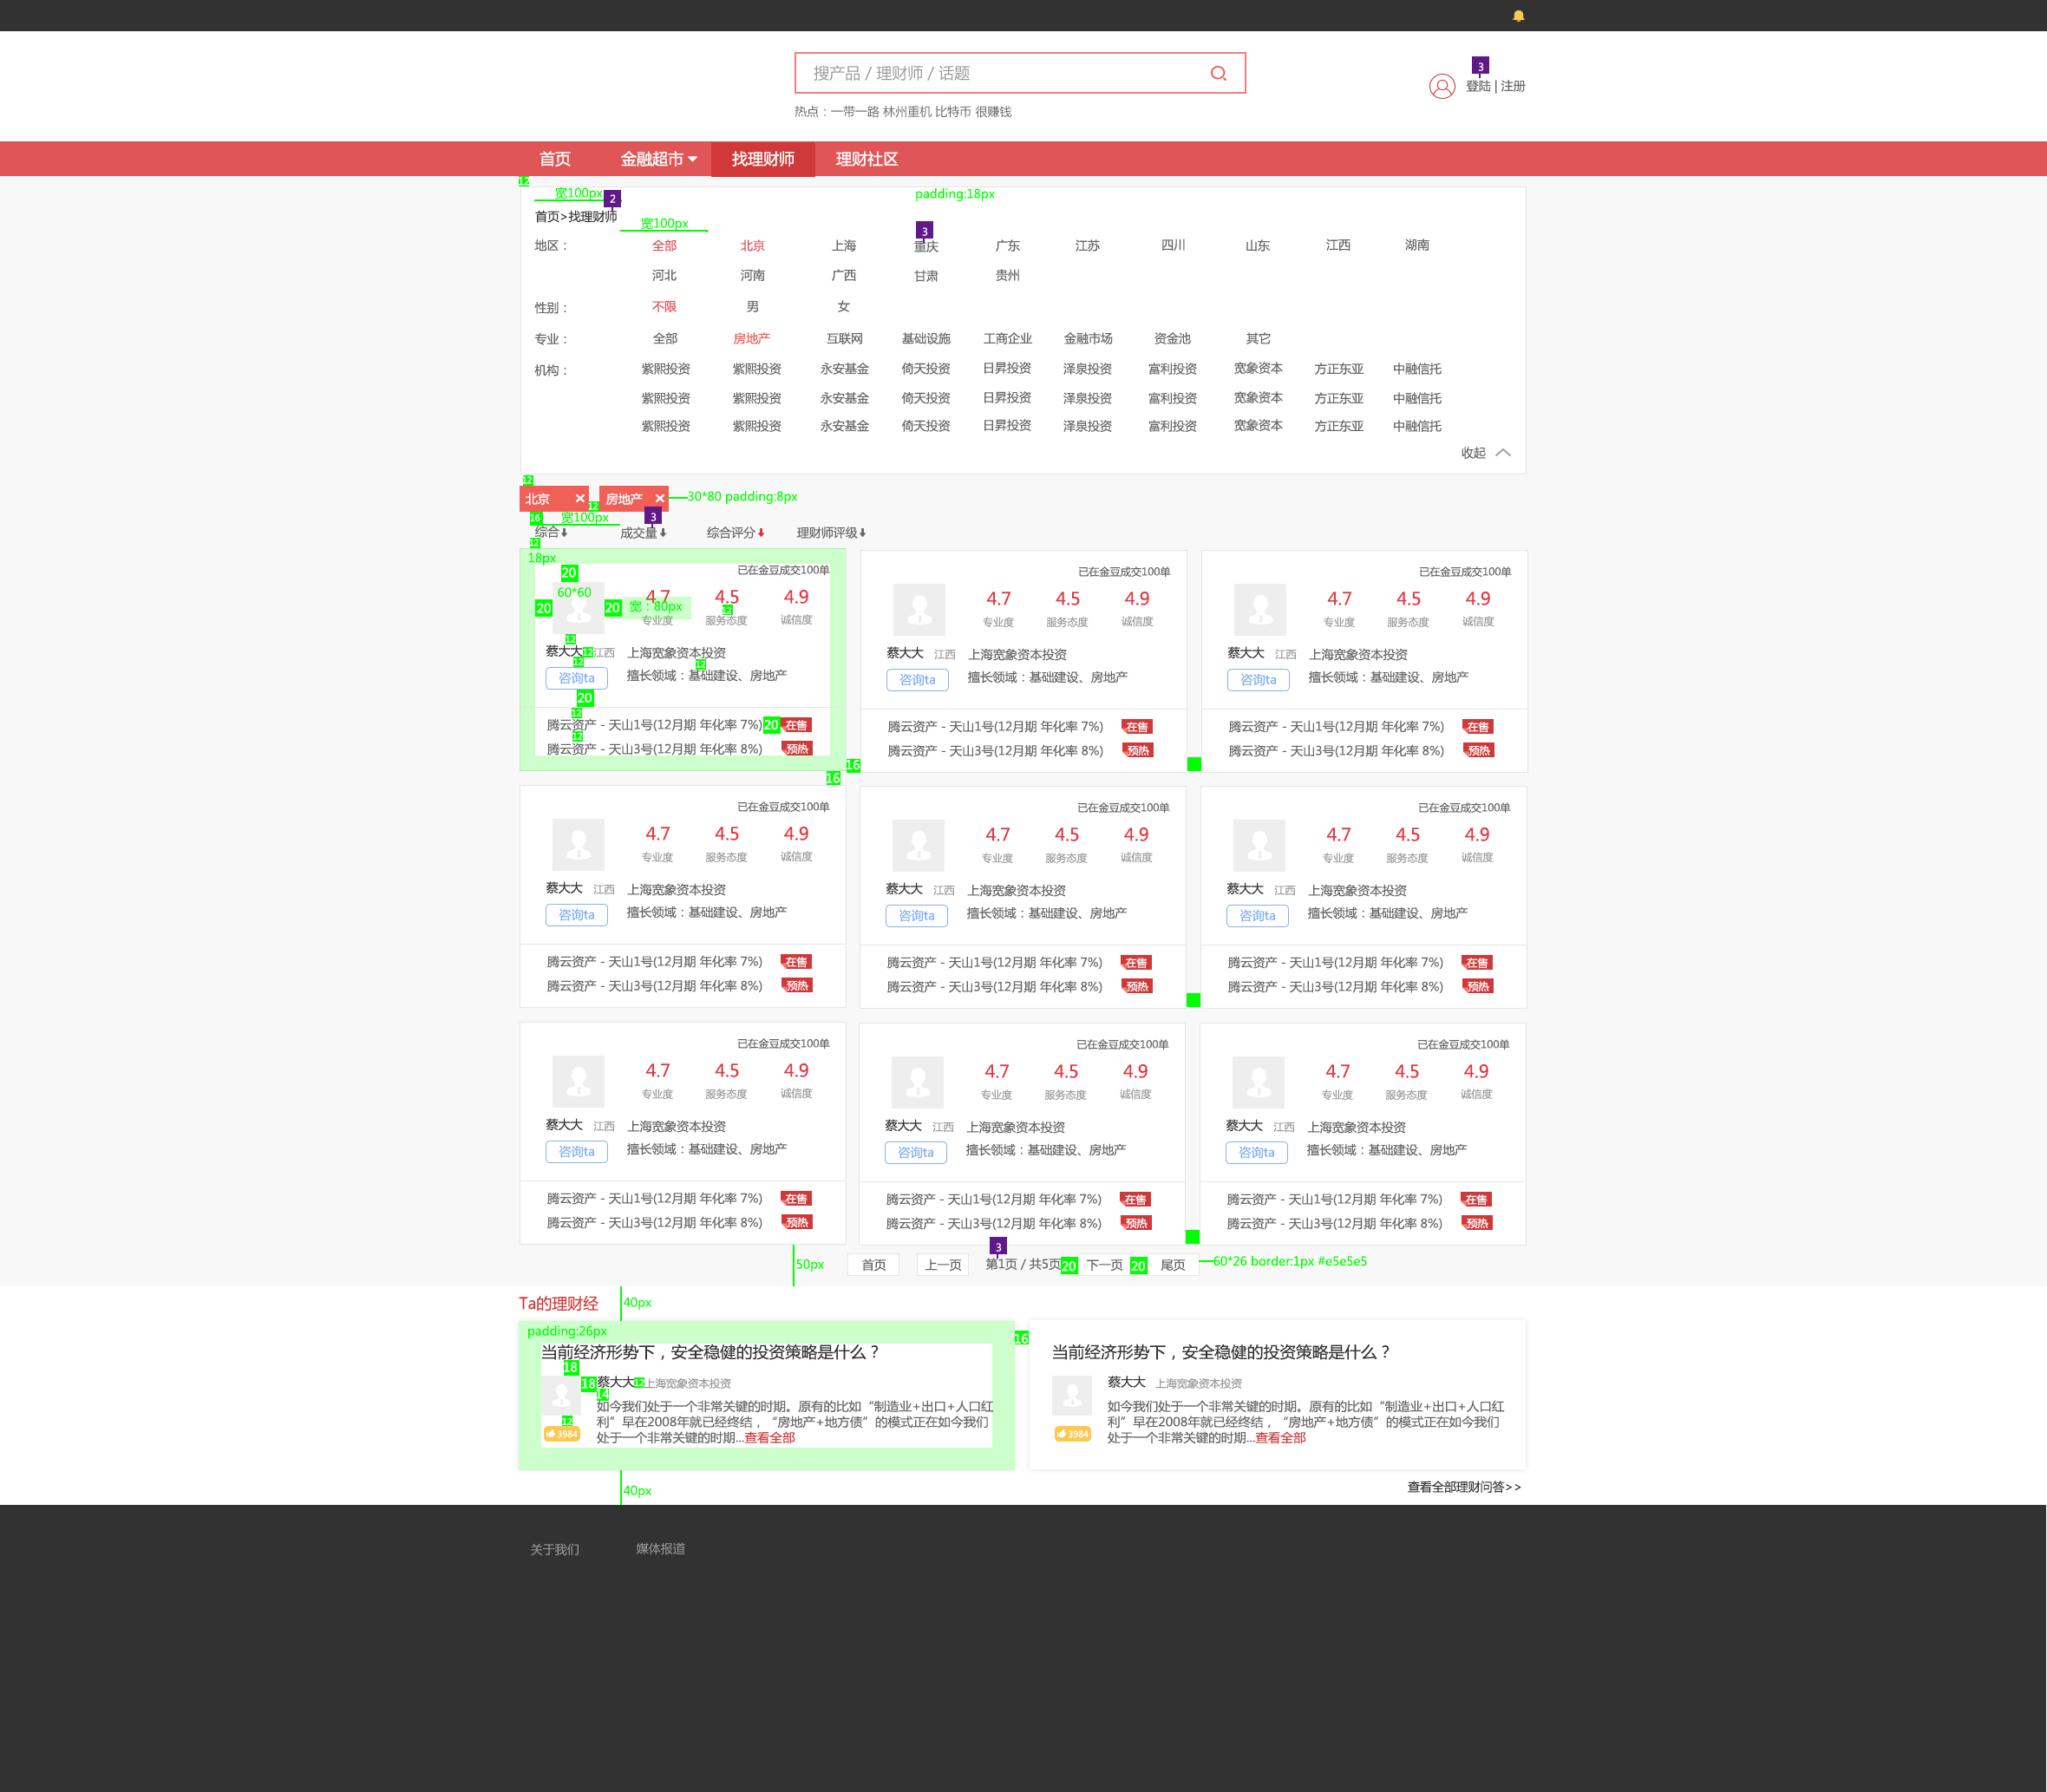 搜产品 / 理财师 / 话题
3
登陆 | 注册
热点：一带一路 林州重机 比特币 很赚钱
首页 金融超市 找理财师 理财社区
12
宽100px
2
padding:18px
首页>找理财师
宽100px
3
地区： 全部 北京 上海 重庆 广东 江苏 四川 山东 江西 湖南
河北 河南 广西 甘肃 贵州
性别： 不限 男 女
专业： 全部 房地产 互联网 基础设施 工商企业 金融市场 资金池 其它
机构： 紫熙投资 紫熙投资 永安基金 倚天投资 日昇投资 泽泉投资 富利投资 宽象资本 方正东亚 中融信托
紫熙投资 紫熙投资 永安基金 倚天投资 日昇投资 泽泉投资 富利投资 宽象资本 方正东亚 中融信托
紫熙投资 紫熙投资 永安基金 倚天投资 日昇投资 泽泉投资 富利投资 宽象资本 方正东亚 中融信托
收起
12
北京 × 房地产 × 30*80 padding:8px
12
16 宽100px 3
综合 成交量 综合评分 理财师评级
12
18px
已在金豆成交100单 已在金豆成交100单 已在金豆成交100单
20
60*60
4.7 4.5 4.9 4.7 4.5 4.9 4.7 4.5 4.9
20 20 宽：80px 12
专业度 服务态度 诚信度 专业度 服务态度 诚信度 专业度 服务态度 诚信度
12
蔡大大 12 江西 上海宽象资本投资 蔡大大 江西 上海宽象资本投资 蔡大大 江西 上海宽象资本投资
12 12
咨询ta 擅长领域：基础建设、房地产 咨询ta 擅长领域：基础建设、房地产 咨询ta 擅长领域：基础建设、房地产
20
12
腾云资产 - 天山1号(12月期 年化率 7%) 20 在售 腾云资产 - 天山1号(12月期 年化率 7%) 在售 腾云资产 - 天山1号(12月期 年化率 7%) 在售
12
腾云资产 - 天山3号(12月期 年化率 8%) 预热 腾云资产 - 天山3号(12月期 年化率 8%) 预热 腾云资产 - 天山3号(12月期 年化率 8%) 预热
16
16
已在金豆成交100单 已在金豆成交100单 已在金豆成交100单
4.7 4.5 4.9 4.7 4.5 4.9 4.7 4.5 4.9
专业度 服务态度 诚信度 专业度 服务态度 诚信度 专业度 服务态度 诚信度
蔡大大 江西 上海宽象资本投资 蔡大大 江西 上海宽象资本投资 蔡大大 江西 上海宽象资本投资
咨询ta 擅长领域：基础建设、房地产 咨询ta 擅长领域：基础建设、房地产 咨询ta 擅长领域：基础建设、房地产
腾云资产 - 天山1号(12月期 年化率 7%) 在售 腾云资产 - 天山1号(12月期 年化率 7%) 在售 腾云资产 - 天山1号(12月期 年化率 7%) 在售
腾云资产 - 天山3号(12月期 年化率 8%) 预热 腾云资产 - 天山3号(12月期 年化率 8%) 预热 腾云资产 - 天山3号(12月期 年化率 8%) 预热
已在金豆成交100单 已在金豆成交100单 已在金豆成交100单
4.7 4.5 4.9 4.7 4.5 4.9 4.7 4.5 4.9
专业度 服务态度 诚信度 专业度 服务态度 诚信度 专业度 服务态度 诚信度
蔡大大 江西 上海宽象资本投资 蔡大大 江西 上海宽象资本投资 蔡大大 江西 上海宽象资本投资
咨询ta 擅长领域：基础建设、房地产 咨询ta 擅长领域：基础建设、房地产 咨询ta 擅长领域：基础建设、房地产
腾云资产 - 天山1号(12月期 年化率 7%) 在售 腾云资产 - 天山1号(12月期 年化率 7%) 在售 腾云资产 - 天山1号(12月期 年化率 7%) 在售
腾云资产 - 天山3号(12月期 年化率 8%) 预热 腾云资产 - 天山3号(12月期 年化率 8%) 预热 腾云资产 - 天山3号(12月期 年化率 8%) 预热
3
50px 首页 上一页 第1页 / 共5页 20 下一页 20 尾页 60*26 border:1px #e5e5e5
Ta的理财经 40px
padding:26px
16
当前经济形势下，安全稳健的投资策略是什么？ 当前经济形势下，安全稳健的投资策略是什么？
18
18 蔡大大 12 上海宽象资本投资 蔡大大 上海宽象资本投资
14
如今我们处于一个非常关键的时期。原有的比如“制造业+出口+人口红 如今我们处于一个非常关键的时期。原有的比如“制造业+出口+人口红
12 利”早在2008年就已经终结，“房地产+地方债”的模式正在如今我们 利”早在2008年就已经终结，“房地产+地方债”的模式正在如今我们
3984 处于一个非常关键的时期...查看全部 3984 处于一个非常关键的时期...查看全部
40px
查看全部理财问答>>
关于我们 媒体报道